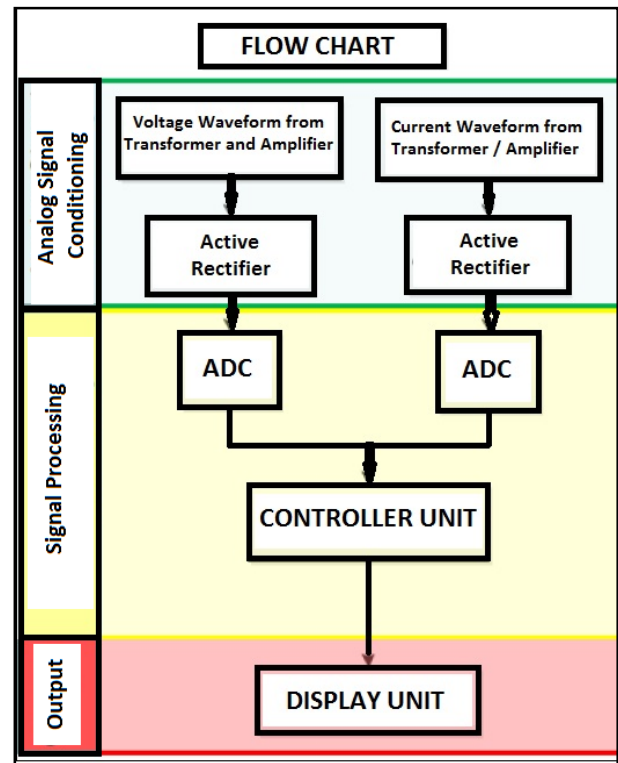 FLOW CHART
Analog Signal
Conditioning
Voltage Waveform from
Transformer and Amplifier
Current Waveform from
Transformer / Amplifier
Active
Rectifier
Active
Rectifier
Signal Processing
ADC
ADC
CONTROLLER UNIT
Output
DISPLAY UNIT